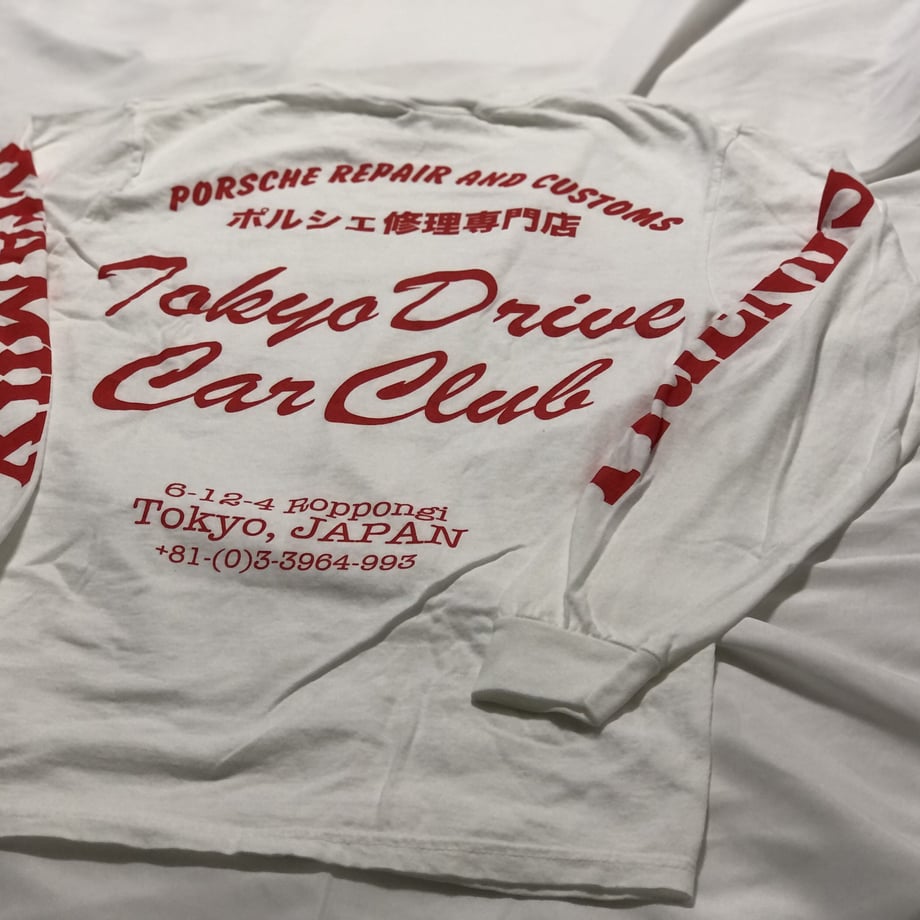 PORSCHE REPAIR AND CUSTOMS
ポルシェ修理専門店
Tokyo Drive
Car Club
6-12-4 Roppongi
Tokyo, JAPAN
+81-(0)3-3964-993